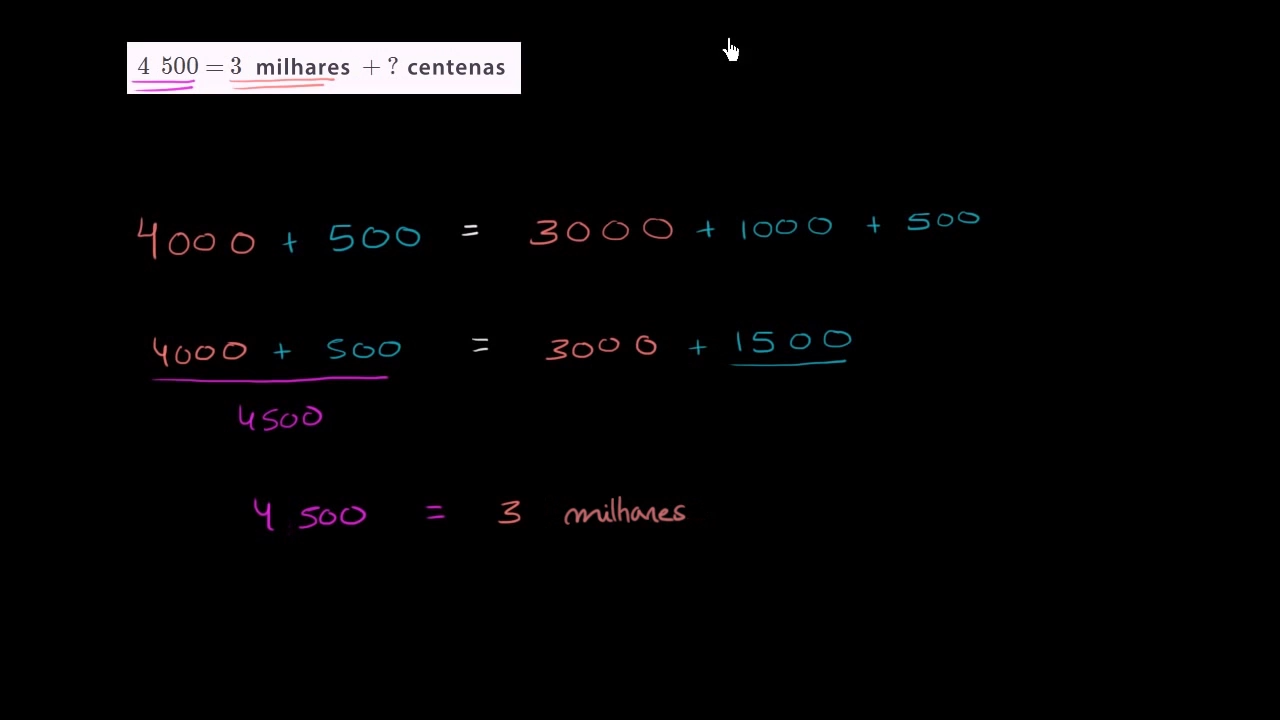 4 500 = 3 milhares + ? centenas
4000 + 500 = 3000 + 1000 + 500
4000 + 500 = 3000 + 1500
4500
4 500 = 3 milhares